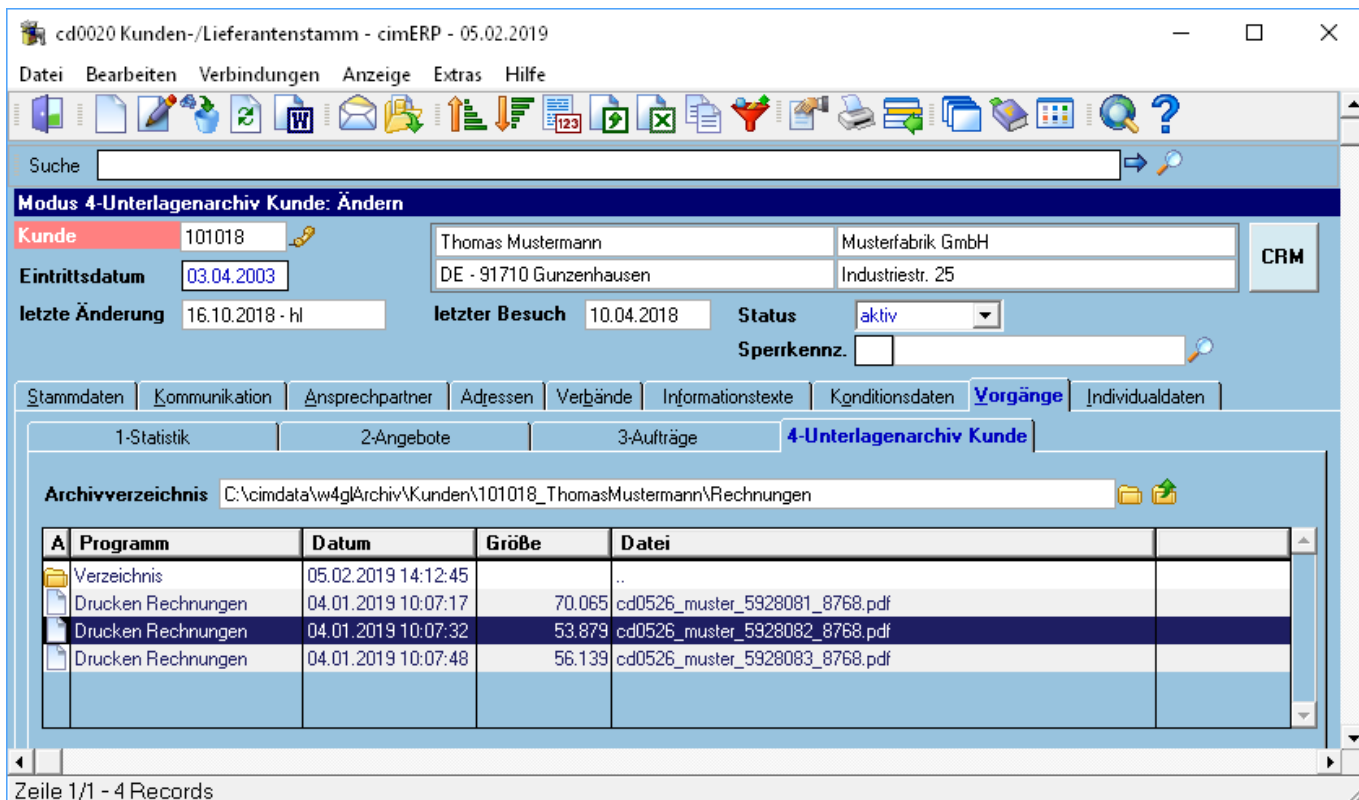 cd0020 Kunden-/Lieferantenstamm - cimERP - 05.02.2019
Datei Bearbeiten Verbindungen Anzeige Extras Hilfe
W 123 ?
Suche
Modus 4-Unterlagenarchiv Kunde: Ändern
Kunde 101018 Thomas Mustermann Musterfabrik GmbH CRM
Eintrittsdatum 03.04.2003 DE - 91710 Gunzenhausen Industriestr. 25
letzte Änderung 16.10.2018 - hl letzter Besuch 10.04.2018 Status aktiv
Sperrkennz.
Stammdaten Kommunikation Ansprechpartner Adressen Verbände Informationstexte Konditionsdaten Vorgänge Individualdaten
1-Statistik 2-Angebote 3-Aufträge 4-Unterlagenarchiv Kunde
Archivverzeichnis C:\cimdata\w4glArchiv\Kunden\101018_ThomasMustermann\Rechnungen
A Programm Datum Größe Datei
Verzeichnis 05.02.2019 14:12:45 ..
Drucken Rechnungen 04.01.2019 10:07:17 70.065 cd0526_muster_5928081_8768.pdf
Drucken Rechnungen 04.01.2019 10:07:32 53.879 cd0526_muster_5928082_8768.pdf
Drucken Rechnungen 04.01.2019 10:07:48 56.139 cd0526_muster_5928083_8768.pdf
Zeile 1/1 - 4 Records